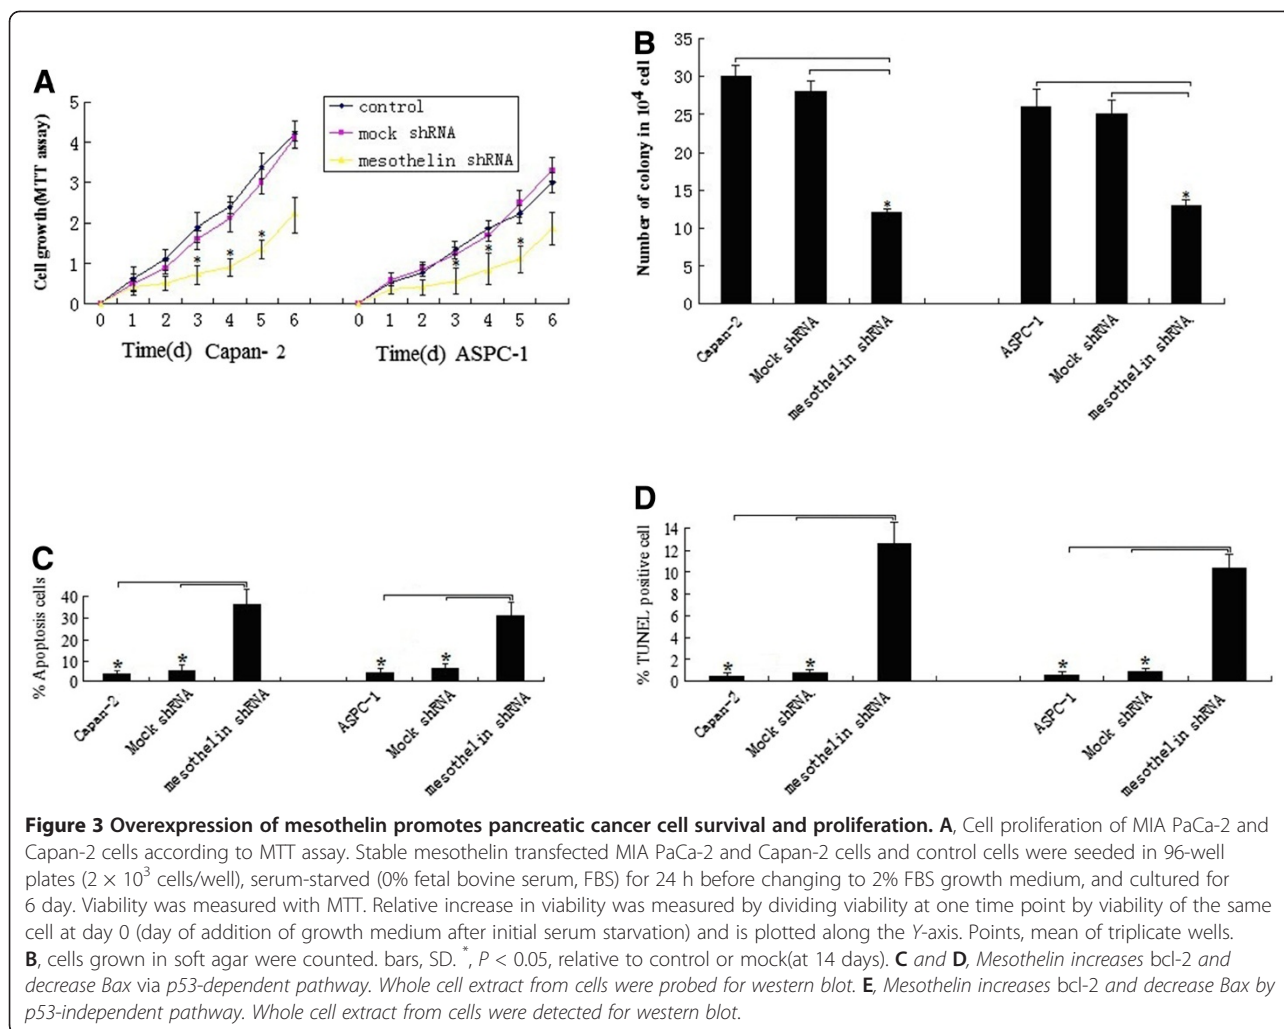 A
Cell growth(MTT assay)
5
4
3
2
1
0
control
mock shRNA
mesothelin shRNA
* * *
* * *
0 1 2 3 4 5 6
0 1 2 3 4 5 6
Time(d) Capan- 2
Time(d) ASPC-1
B
Number of colony in 10⁴ cell
35
30
25
20
15
10
5
0
*
*
Capan-2
Mock shRNA
mesothelin shRNA
ASPC-1
Mock shRNA
mesothelin shRNA
C
% Apoptosis cells
40
30
20
10
0
* *
* *
Capan-2
Mock shRNA
mesothelin shRNA
ASPC-1
Mock shRNA
mesothelin shRNA
D
% TUNEL positive cell
14
12
10
8
6
4
2
0
* *
* *
Capan-2
Mock shRNA
mesothelin shRNA
ASPC-1
Mock shRNA
mesothelin shRNA
Figure 3 Overexpression of mesothelin promotes pancreatic cancer cell survival and proliferation. A, Cell proliferation of MIA PaCa-2 and
Capan-2 cells according to MTT assay. Stable mesothelin transfected MIA PaCa-2 and Capan-2 cells and control cells were seeded in 96-well
plates (2 × 10³ cells/well), serum-starved (0% fetal bovine serum, FBS) for 24 h before changing to 2% FBS growth medium, and cultured for
6 day. Viability was measured with MTT. Relative increase in viability was measured by dividing viability at one time point by viability of the same
cell at day 0 (day of addition of growth medium after initial serum starvation) and is plotted along the Y-axis. Points, mean of triplicate wells.
B, cells grown in soft agar were counted. bars, SD. *, P < 0.05, relative to control or mock(at 14 days). C and D, Mesothelin increases bcl-2 and
decrease Bax via p53-dependent pathway. Whole cell extract from cells were probed for western blot. E, Mesothelin increases bcl-2 and decrease Bax by
p53-independent pathway. Whole cell extract from cells were detected for western blot.